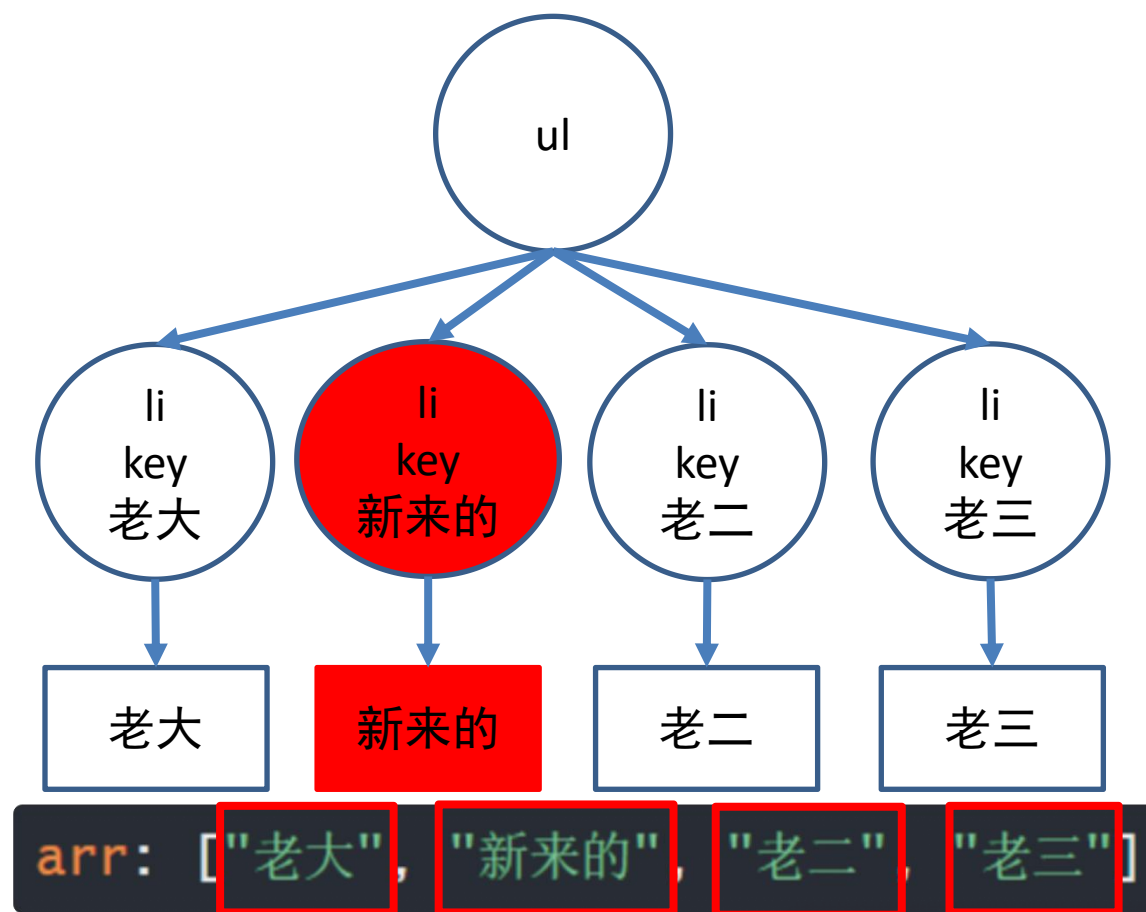 ul
li
key
老大
li
key
新来的
li
key
老二
li
key
老三
老大
新来的
老二
老三
arr: ["老大", "新来的", "老二", "老三"]